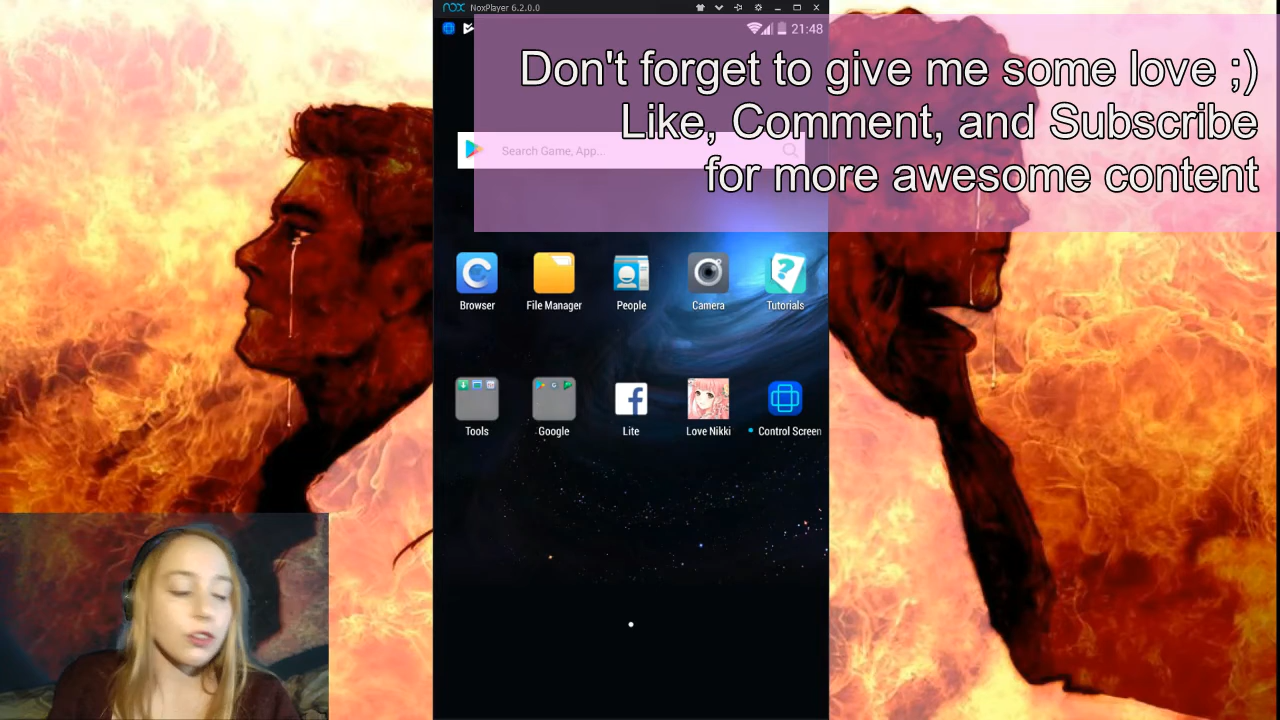 nox NoxPlayer 6.2.0.0
21:48
Don't forget to give me some love ;)
Like, Comment, and Subscribe
for more awesome content
Search Game, App...
Browser
File Manager
People
Camera
Tutorials
Tools
Google
Lite
Love Nikki
Control Screen